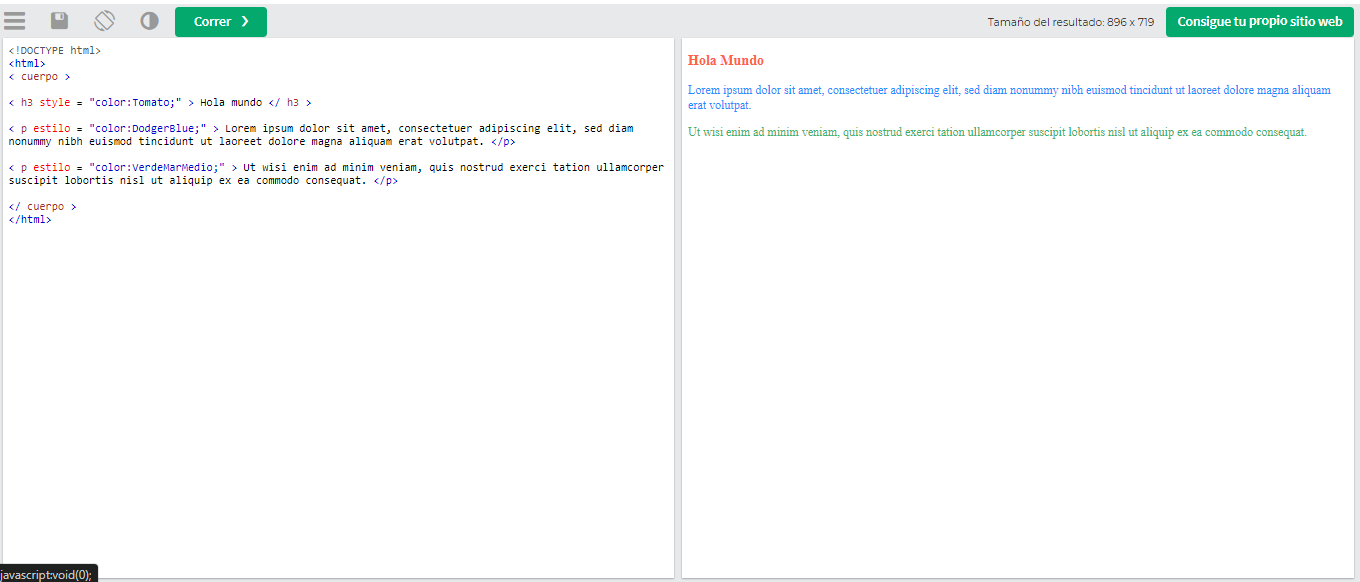 Correr ❯
Tamaño del resultado: 896 x 719
Consigue tu propio sitio web
<!DOCTYPE html>
<html>
< cuerpo >
< h3 style = "color:Tomato;" > Hola mundo </ h3 >
< p estilo = "color:DodgerBlue;" > Lorem ipsum dolor sit amet, consectetuer adipiscing elit, sed diam
nonummy nibh euismod tincidunt ut laoreet dolore magna aliquam erat volutpat. </p>
< p estilo = "color:VerdeMarMedio;" > Ut wisi enim ad minim veniam, quis nostrud exerci tation ullamcorper
suscipit lobortis nisl ut aliquip ex ea commodo consequat. </p>
</ cuerpo >
</html>
Hola Mundo
Lorem ipsum dolor sit amet, consectetuer adipiscing elit, sed diam nonummy nibh euismod tincidunt ut laoreet dolore magna aliquam
erat volutpat.
Ut wisi enim ad minim veniam, quis nostrud exerci tation ullamcorper suscipit lobortis nisl ut aliquip ex ea commodo consequat.
javascript:void(0);